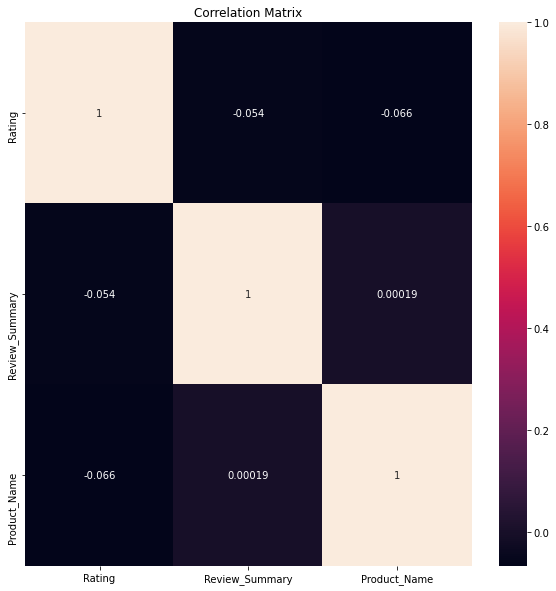 Correlation Matrix
Rating
1
-0.054
-0.066
Review_Summary
-0.054
1
0.00019
Product_Name
-0.066
0.00019
1
Rating
Review_Summary
Product_Name
1.0
0.8
0.6
0.4
0.2
0.0